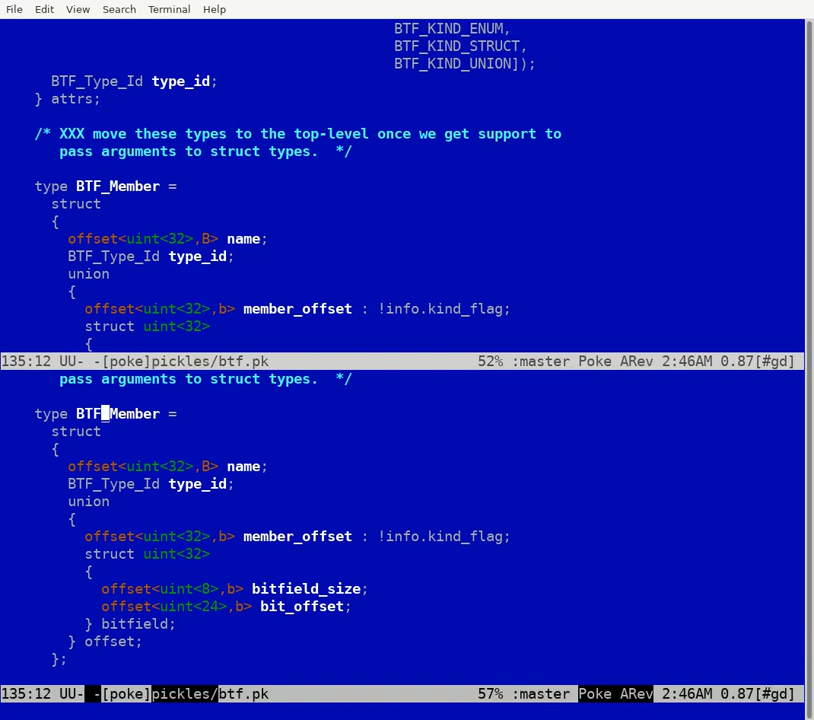 File Edit View Search Terminal Help
BTF_KIND_ENUM,
BTF_KIND_STRUCT,
BTF_KIND_UNION]);
BTF_Type_Id type_id;
} attrs;
/* XXX move these types to the top-level once we get support to
pass arguments to struct types.  */
type BTF_Member =
struct
{
offset<uint<32>,B> name;
BTF_Type_Id type_id;
union
{
offset<uint<32>,b> member_offset : !info.kind_flag;
struct uint<32>
{
135:12 UU- -[poke]pickles/btf.pk 52% :master Poke ARev 2:46AM 0.87[#gd]
pass arguments to struct types.  */
type BTF_Member =
struct
{
offset<uint<32>,B> name;
BTF_Type_Id type_id;
union
{
offset<uint<32>,b> member_offset : !info.kind_flag;
struct uint<32>
{
offset<uint<8>,b> bitfield_size;
offset<uint<24>,b> bit_offset;
} bitfield;
} offset;
};
135:12 UU- -[poke]pickles/btf.pk 57% :master Poke ARev 2:46AM 0.87[#gd]